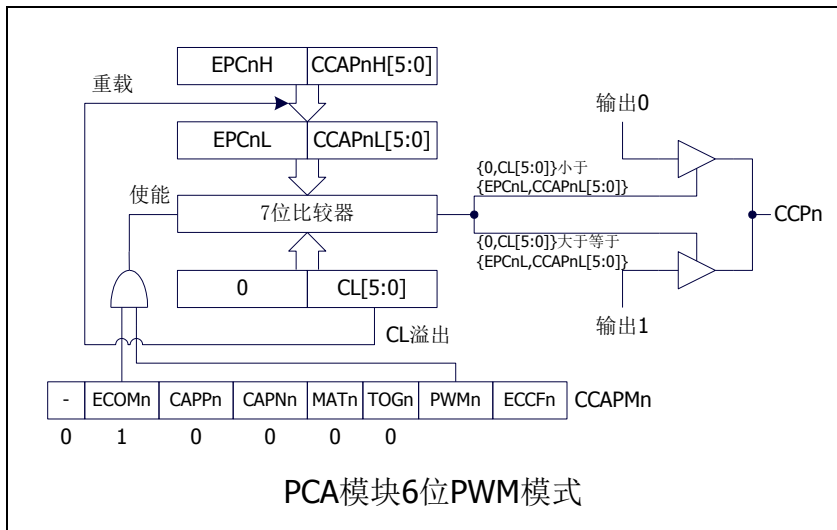 EPCnH CCAPnH[5:0]
重载
输出0
EPCnL CCAPnL[5:0]
{0,CL[5:0]}小于
{EPCnL,CCAPnL[5:0]}
使能
7位比较器
CCPn
{0,CL[5:0]}大于等于
{EPCnL,CCAPnL[5:0]}
0 CL[5:0]
输出1
CL溢出
- ECOMn CAPPn CAPNn MATn TOGn PWMn ECCFn CCAPMn
0 1 0 0 0 0
PCA模块6位PWM模式